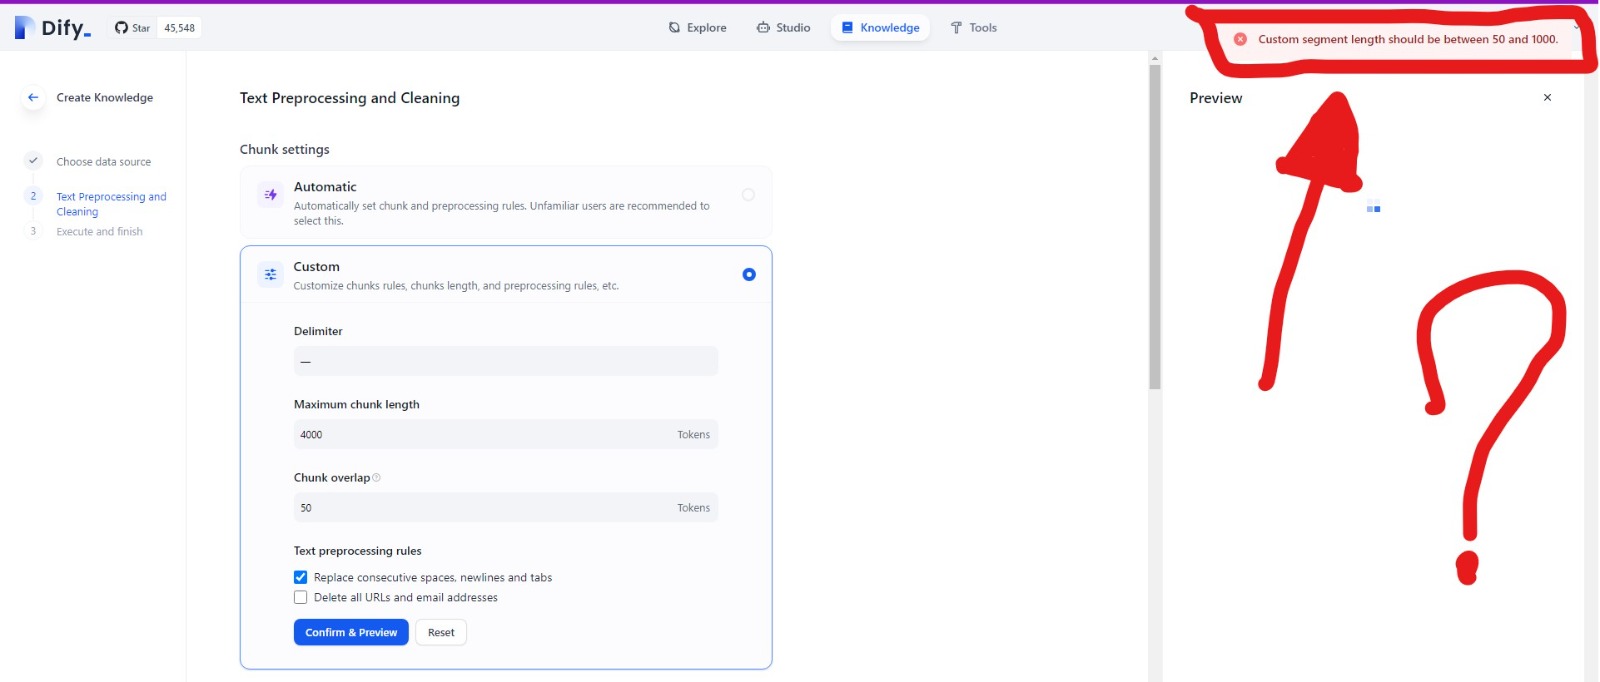 Dify_
Star 45,548
Explore Studio Knowledge Tools
Custom segment length should be between 50 and 1000.
Create Knowledge
Choose data source
2 Text Preprocessing and
Cleaning
3 Execute and finish
Text Preprocessing and Cleaning
Chunk settings
Automatic
Automatically set chunk and preprocessing rules. Unfamiliar users are recommended to
select this.
Custom
Customize chunks rules, chunks length, and preprocessing rules, etc.
Delimiter
—
Maximum chunk length
4000 Tokens
Chunk overlap
50 Tokens
Text preprocessing rules
Replace consecutive spaces, newlines and tabs
Delete all URLs and email addresses
Confirm & Preview Reset
Preview
?